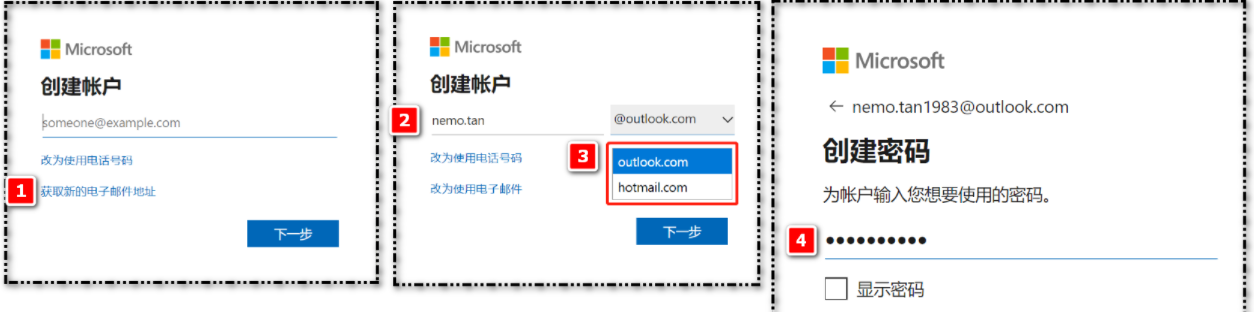 Microsoft
创建帐户
someone@example.com
改为使用电话号码
1
获取新的电子邮件地址
下一步
Microsoft
创建帐户
2
nemo.tan
@outlook.com
改为使用电话号码
3
outlook.com
hotmail.com
改为使用电子邮件
下一步
Microsoft
← nemo.tan1983@outlook.com
创建密码
为帐户输入您想要使用的密码。
4
••••••••••
显示密码